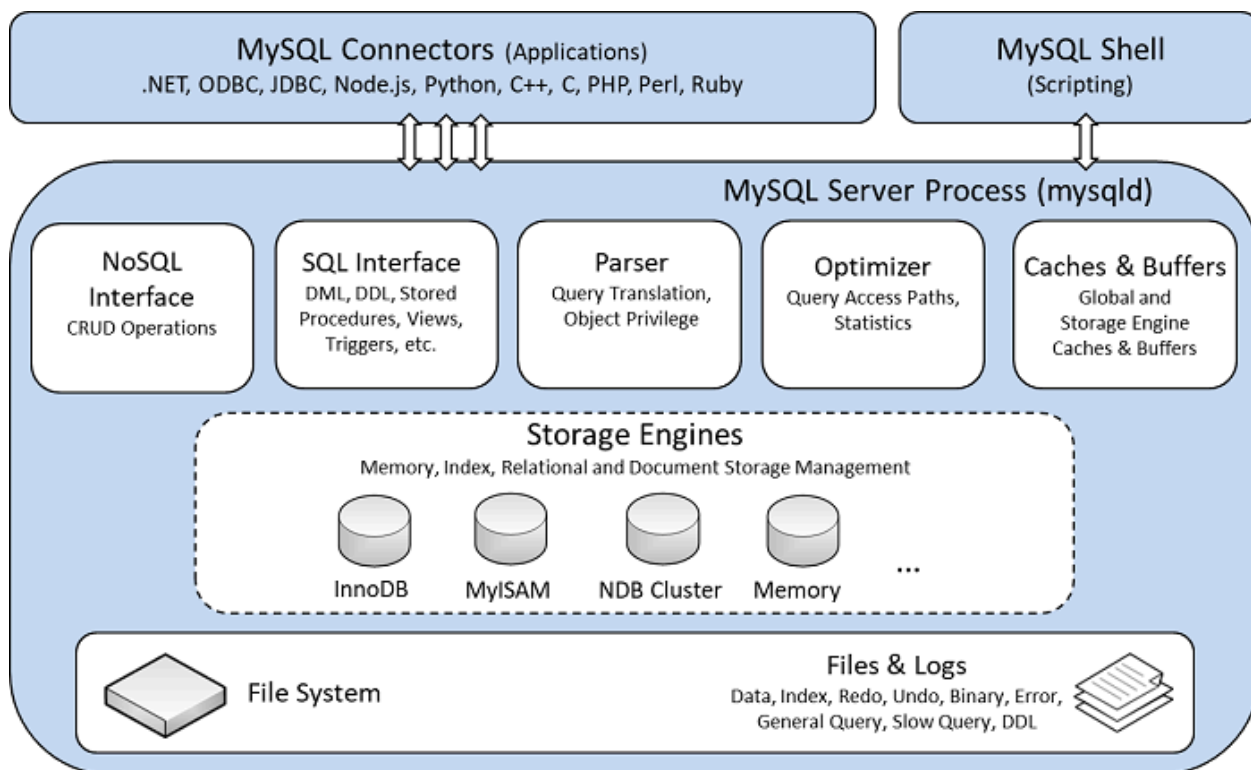 MySQL Connectors (Applications)
.NET, ODBC, JDBC, Node.js, Python, C++, C, PHP, Perl, Ruby
MySQL Shell
(Scripting)
MySQL Server Process (mysqld)
NoSQL
Interface
CRUD Operations
SQL Interface
DML, DDL, Stored
Procedures, Views,
Triggers, etc.
Parser
Query Translation,
Object Privilege
Optimizer
Query Access Paths,
Statistics
Caches & Buffers
Global and
Storage Engine
Caches & Buffers
Storage Engines
Memory, Index, Relational and Document Storage Management
InnoDB
MyISAM
NDB Cluster
Memory
...
File System
Files & Logs
Data, Index, Redo, Undo, Binary, Error,
General Query, Slow Query, DDL